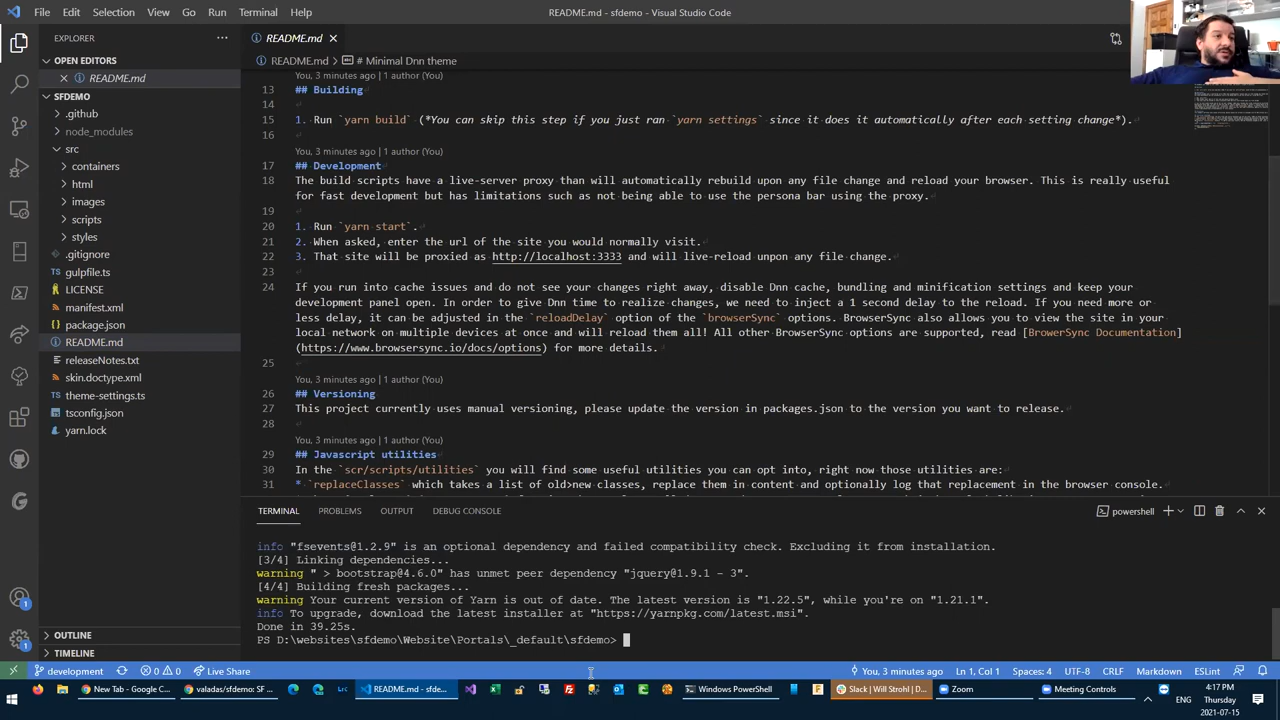 File Edit Selection View Go Run Terminal Help README.md - sfdemo - Visual Studio Code
EXPLORER ...
OPEN EDITORS
README.md
SFDEMO
.github
node_modules
src
containers
html
images
scripts
styles
.gitignore
gulpfile.ts
LICENSE
manifest.xml
package.json
README.md
releaseNotes.txt
skin.doctype.xml
theme-settings.ts
tsconfig.json
yarn.lock
OUTLINE
TIMELINE
README.md
README.md > # Minimal Dnn theme
You, 3 minutes ago | 1 author (You)
13 ## Building
14
15 1. Run `yarn build` (*You can skip this step if you just ran `yarn settings` since it does it automatically after each setting change*).
16
You, 3 minutes ago | 1 author (You)
17 ## Development
18 The build scripts have a live-server proxy than will automatically rebuild upon any file change and reload your browser. This is really useful
for fast development but has limitations such as not being able to use the persona bar using the proxy.
19
20 1. Run `yarn start`.
21 2. When asked, enter the url of the site you would normally visit.
22 3. That site will be proxied as http://localhost:3333 and will live-reload unpon any file change.
23
24 If you run into cache issues and do not see your changes right away, disable Dnn cache, bundling and minification settings and keep your
development panel open. In order to give Dnn time to realize changes, we need to inject a 1 second delay to the reload. If you need more or
less delay, it can be adjusted in the `reloadDelay` option of the `browserSync` options. BrowserSync also allows you to view the site in your
local network on multiple devices at once and will reload them all! All other BrowserSync options are supported, read [BrowerSync Documentation]
(https://www.browsersync.io/docs/options) for more details.
25
You, 3 minutes ago | 1 author (You)
26 ## Versioning
27 This project currently uses manual versioning, please update the version in packages.json to the version you want to release.
28
You, 3 minutes ago | 1 author (You)
29 ## Javascript utilities
30 In the `scr/scripts/utilities` you will find some useful utilities you can opt into, right now those utilities are:
31 * `replaceClasses` which takes a list of old>new classes, replace them in content and optionally log that replacement in the browser console.
TERMINAL PROBLEMS OUTPUT DEBUG CONSOLE powershell
info "fsevents@1.2.9" is an optional dependency and failed compatibility check. Excluding it from installation.
[3/4] Linking dependencies...
warning " > bootstrap@4.6.0" has unmet peer dependency "jquery@1.9.1 - 3".
[4/4] Building fresh packages...
warning Your current version of Yarn is out of date. The latest version is "1.22.5", while you're on "1.21.1".
info To upgrade, download the latest installer at "https://yarnpkg.com/latest.msi".
Done in 39.25s.
PS D:\websites\sfdemo\Website\Portals\_default\sfdemo>
development 0 0 Live Share You, 3 minutes ago Ln 1, Col 1 Spaces: 4 UTF-8 CRLF Markdown ESLint
New Tab - Google C... valadas/sfdemo: SF ... README.md - sfde... Windows PowerShell Slack | Will Strohl | D... Zoom Meeting Controls ENG 4:17 PM
Thursday
2021-07-15